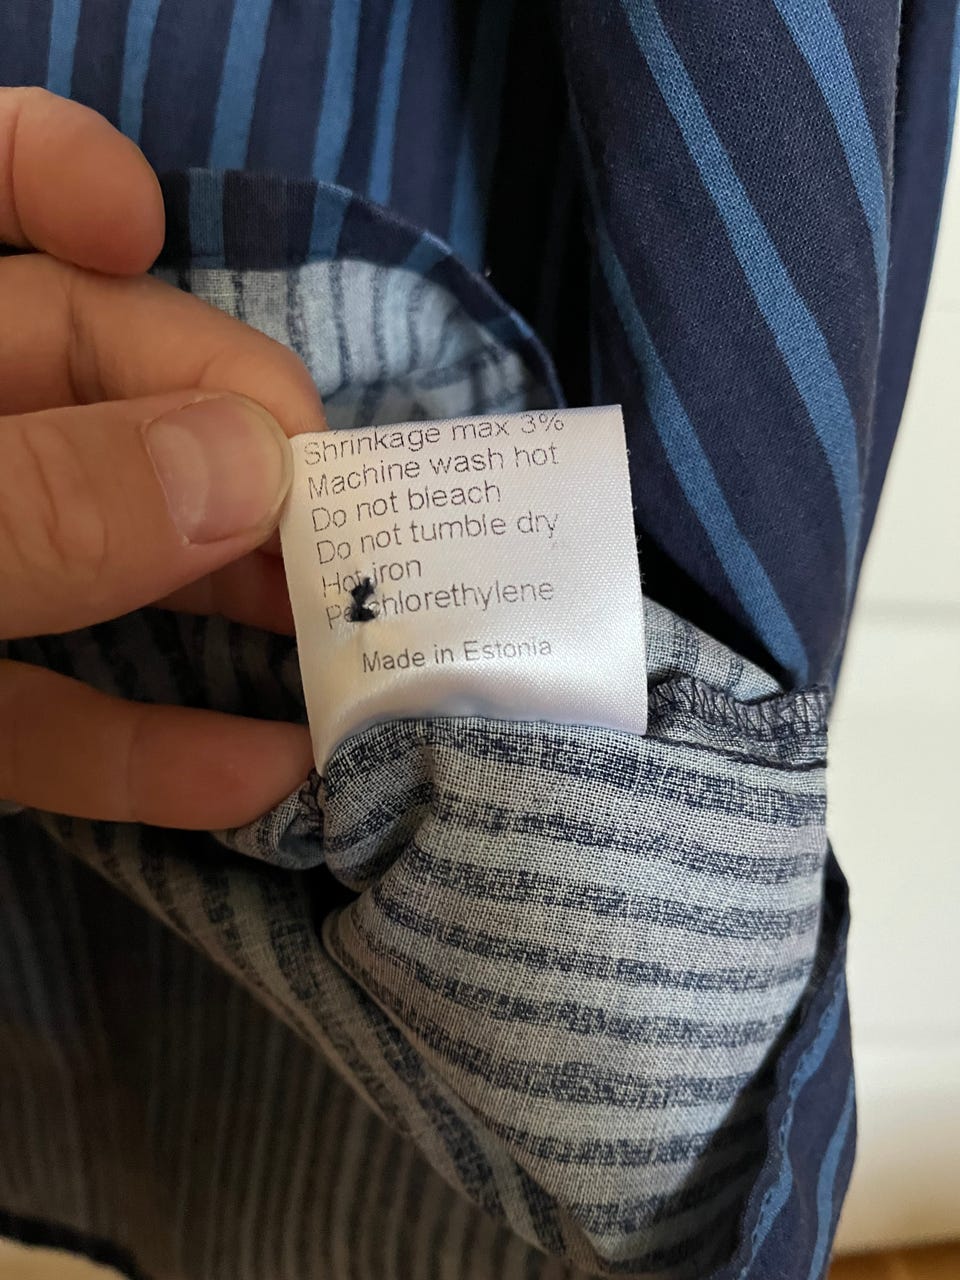 Shrinkage max 3%
Machine wash hot
Do not bleach
Do not tumble dry
Hot iron
Perchlorethylene
Made in Estonia